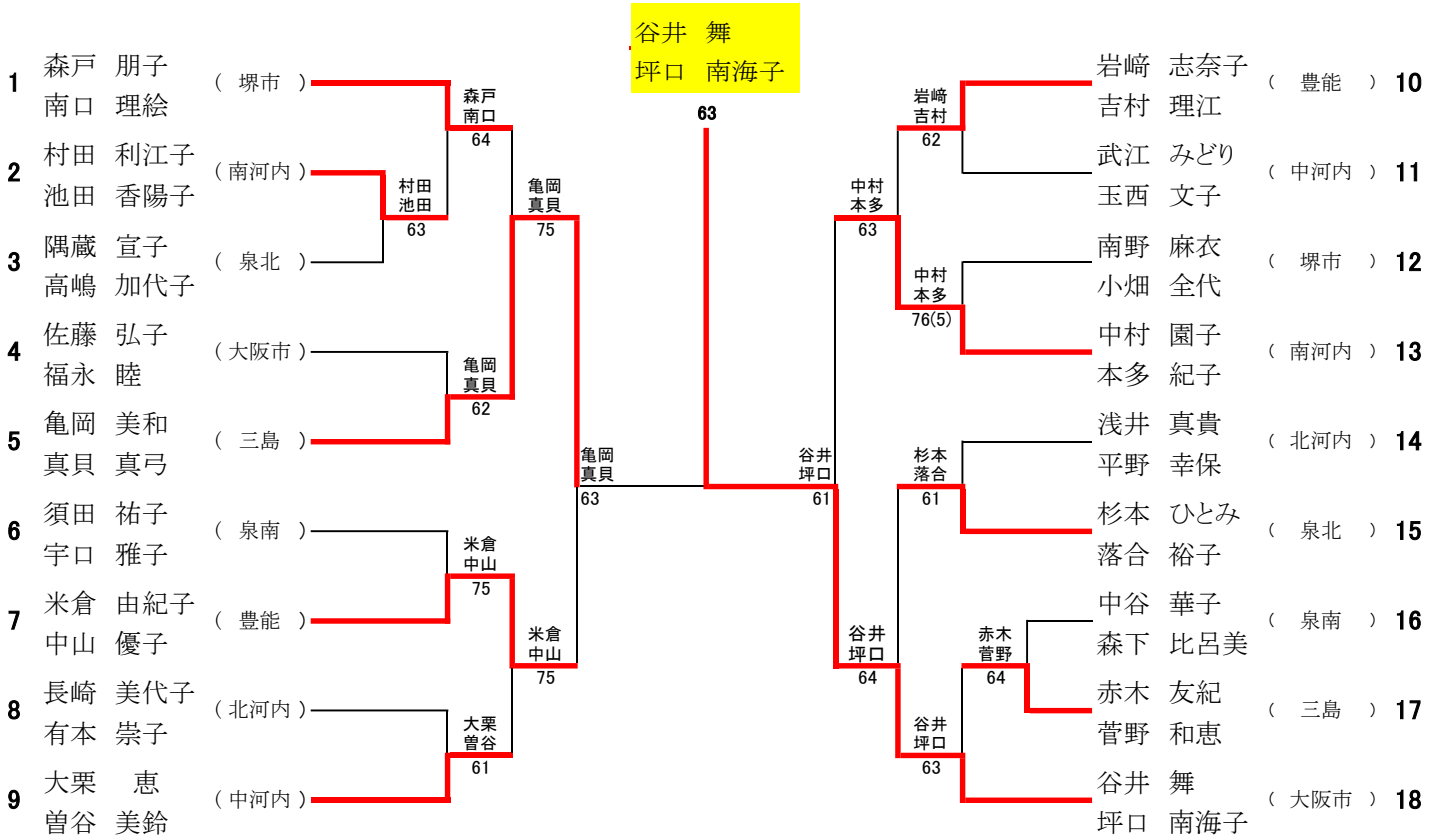 谷井 舞
坪口 南海子
63
1 森戸 朋子
南口 理絵
( 堺市 )
2 村田 利江子
池田 香陽子
( 南河内 )
3 隅蔵 宣子
高嶋 加代子
( 泉北 )
4 佐藤 弘子
福永 睦
( 大阪市 )
5 亀岡 美和
真貝 真弓
( 三島 )
6 須田 祐子
宇口 雅子
( 泉南 )
7 米倉 由紀子
中山 優子
( 豊能 )
8 長崎 美代子
有本 崇子
( 北河内 )
9 大栗 恵
曽谷 美鈴
( 中河内 )
森戸
南口
64
村田
池田
63
亀岡
真貝
75
亀岡
真貝
62
亀岡
真貝
63
米倉
中山
75
米倉
中山
75
大栗
曽谷
61
岩﨑
吉村
62
中村
本多
63
中村
本多
76(5)
谷井
坪口
61
杉本
落合
61
谷井
坪口
64
赤木
菅野
64
谷井
坪口
63
岩﨑 志奈子
吉村 理江
( 豊能 ) 10
武江 みどり
玉西 文子
( 中河内 ) 11
南野 麻衣
小畑 全代
( 堺市 ) 12
中村 園子
本多 紀子
( 南河内 ) 13
浅井 真貴
平野 幸保
( 北河内 ) 14
杉本 ひとみ
落合 裕子
( 泉北 ) 15
中谷 華子
森下 比呂美
( 泉南 ) 16
赤木 友紀
菅野 和恵
( 三島 ) 17
谷井 舞
坪口 南海子
( 大阪市 ) 18